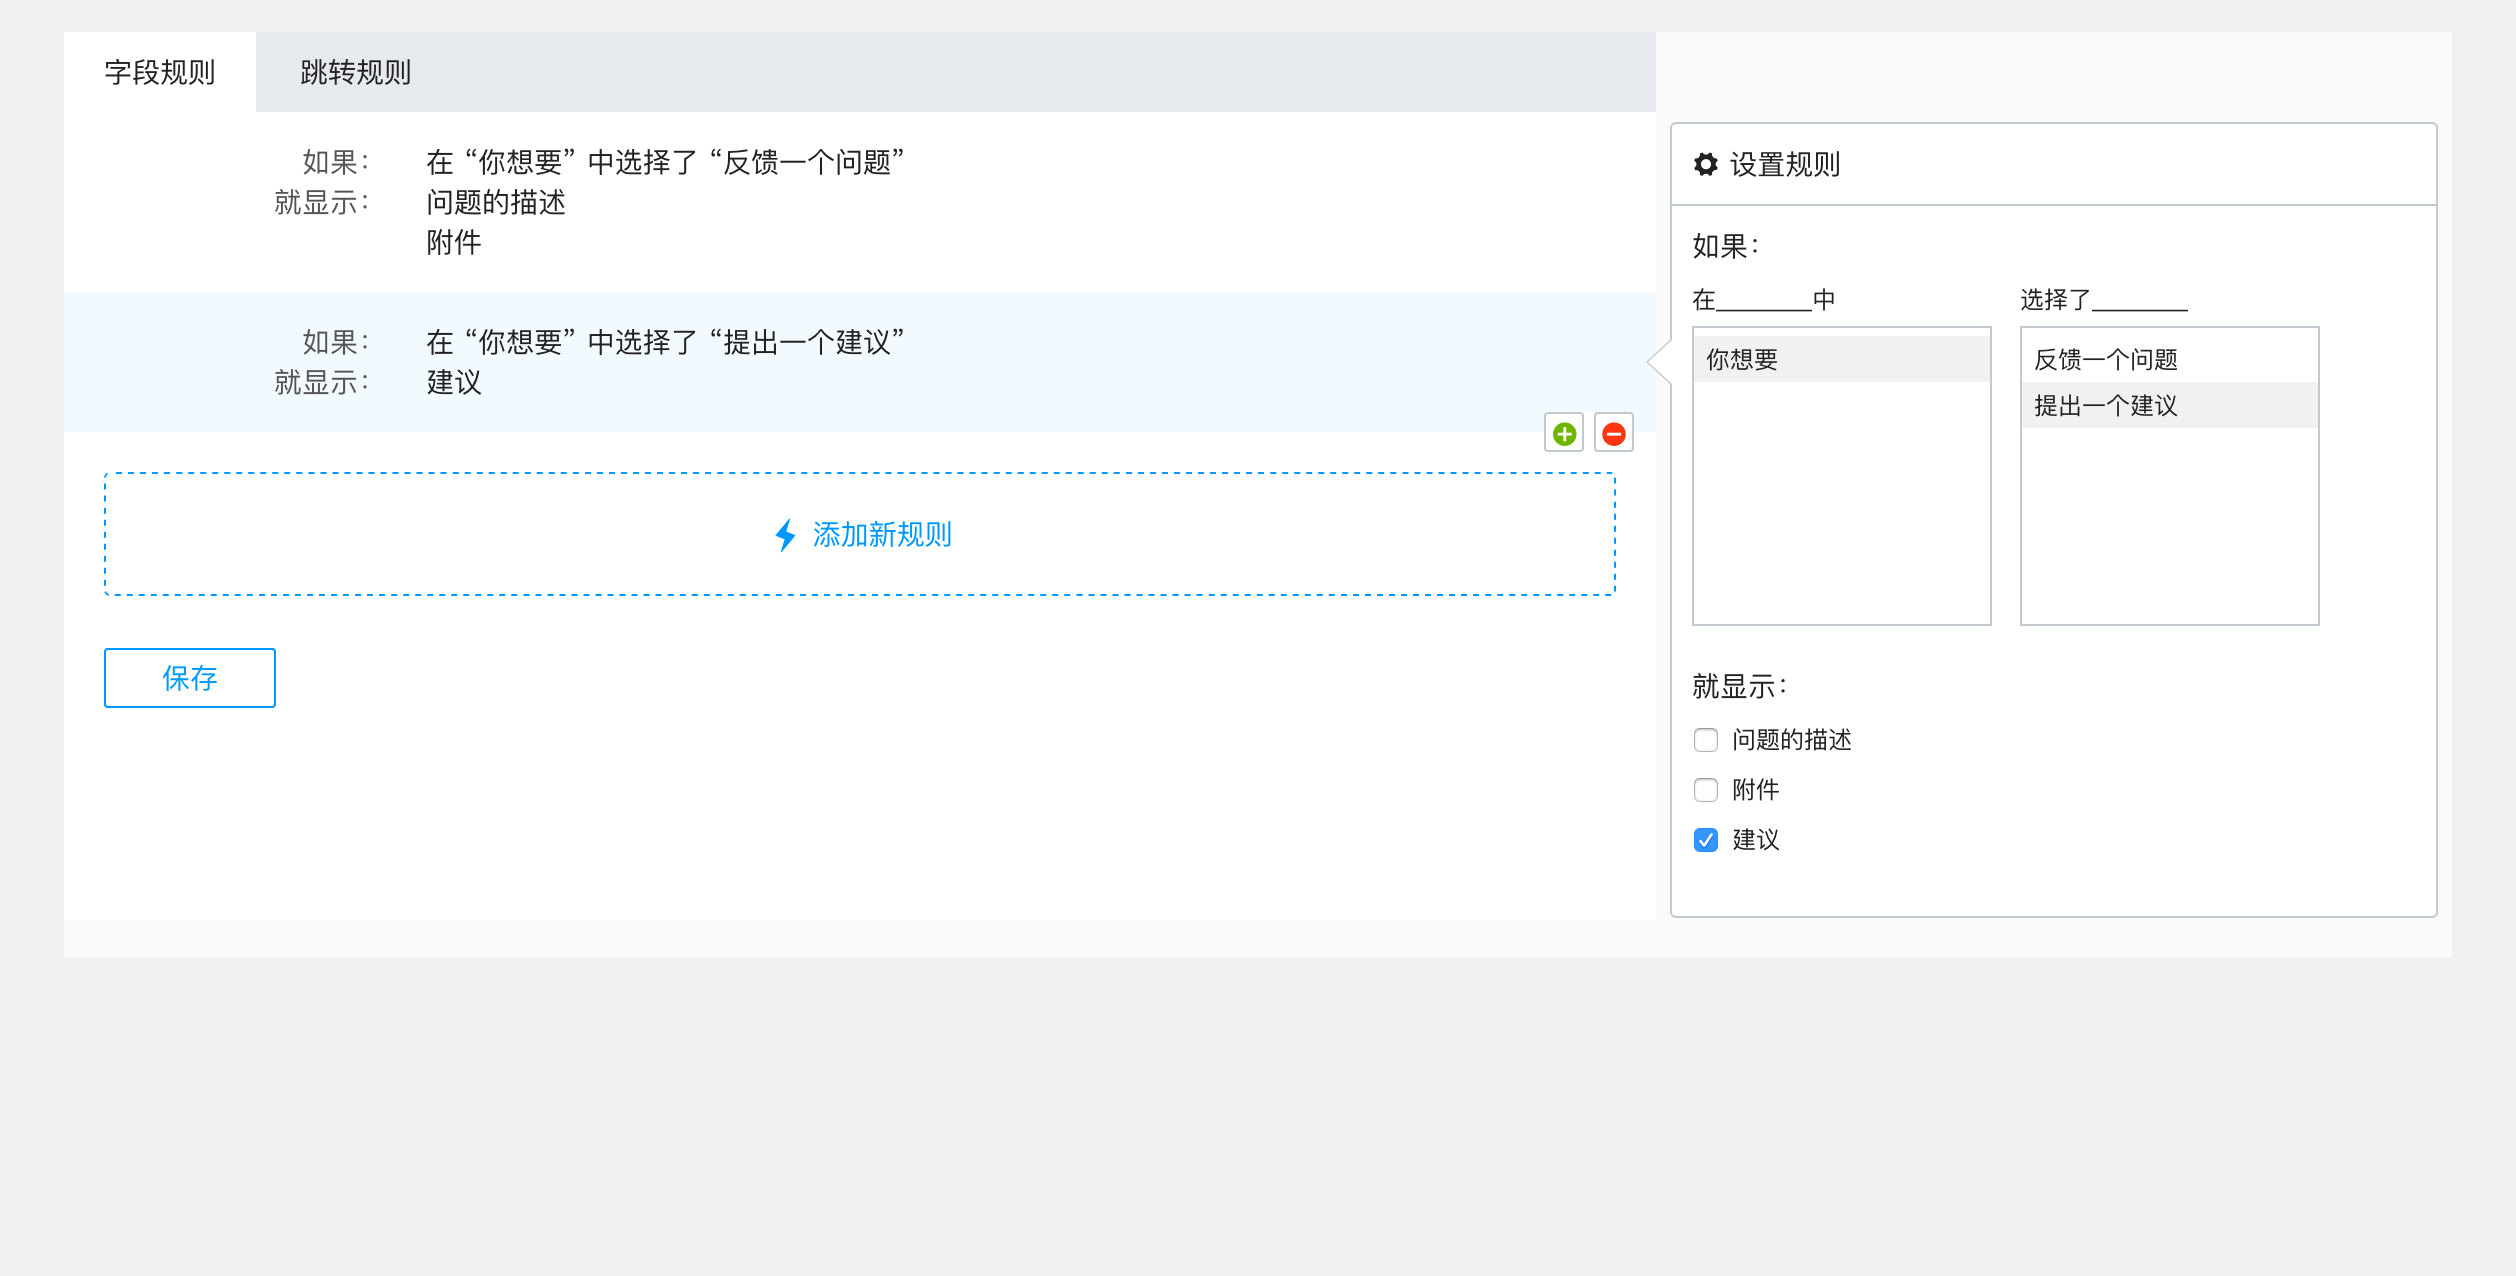 字段规则 跳转规则
如果： 在 “你想要” 中选择了 “反馈一个问题”
就显示： 问题的描述
附件
如果： 在 “你想要” 中选择了 “提出一个建议”
就显示： 建议
添加新规则
保存
设置规则
如果：
在________中 选择了________
你想要 反馈一个问题
提出一个建议
就显示：
问题的描述
附件
建议